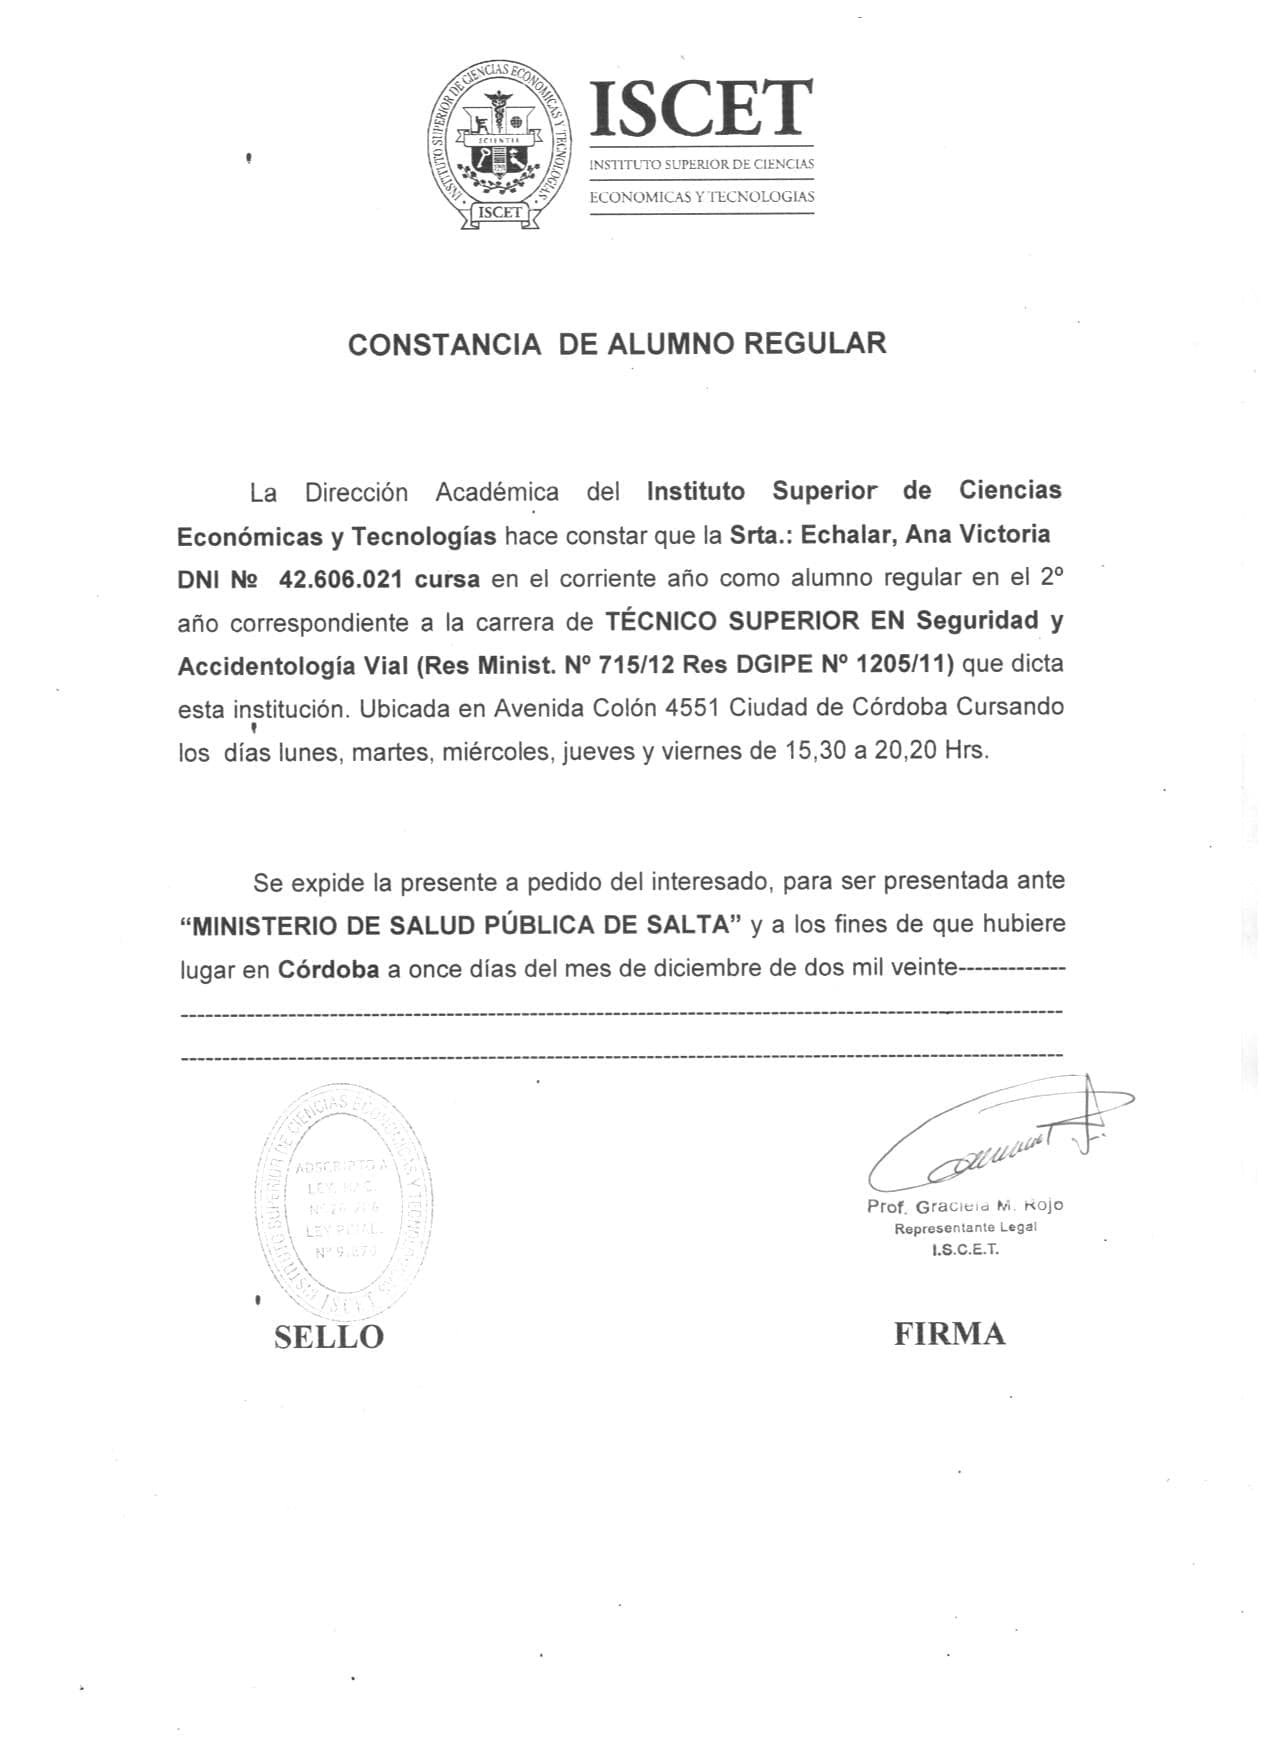 INSTITUTO SUPERIOR DE CIENCIAS ECONOMICAS Y TECNOLOGIAS
SCIENTIA
ISCET
ISCET
INSTITUTO SUPERIOR DE CIENCIAS
ECONOMICAS Y TECNOLOGIAS
CONSTANCIA DE ALUMNO REGULAR
La Dirección Académica del Instituto Superior de Ciencias
Económicas y Tecnologías hace constar que la Srta.: Echalar, Ana Victoria
DNI Nº 42.606.021 cursa en el corriente año como alumno regular en el 2º
año correspondiente a la carrera de TÉCNICO SUPERIOR EN Seguridad y
Accidentología Vial (Res Minist. Nº 715/12 Res DGIPE Nº 1205/11) que dicta
esta institución. Ubicada en Avenida Colón 4551 Ciudad de Córdoba Cursando
los días lunes, martes, miércoles, jueves y viernes de 15,30 a 20,20 Hrs.
Se expide la presente a pedido del interesado, para ser presentada ante
“MINISTERIO DE SALUD PÚBLICA DE SALTA” y a los fines de que hubiere
lugar en Córdoba a once días del mes de diciembre de dos mil veinte-------------
INSTITUTO SUPERIOR DE CIENCIAS ECONOMICAS Y TECNOLOGIAS
ADSCRIPTO A
LEY. NAC.
Nº
LEY PCIAL.
Nº
ISCET
Prof. Graciela M. Rojo
Representante Legal
I.S.C.E.T.
SELLO
FIRMA